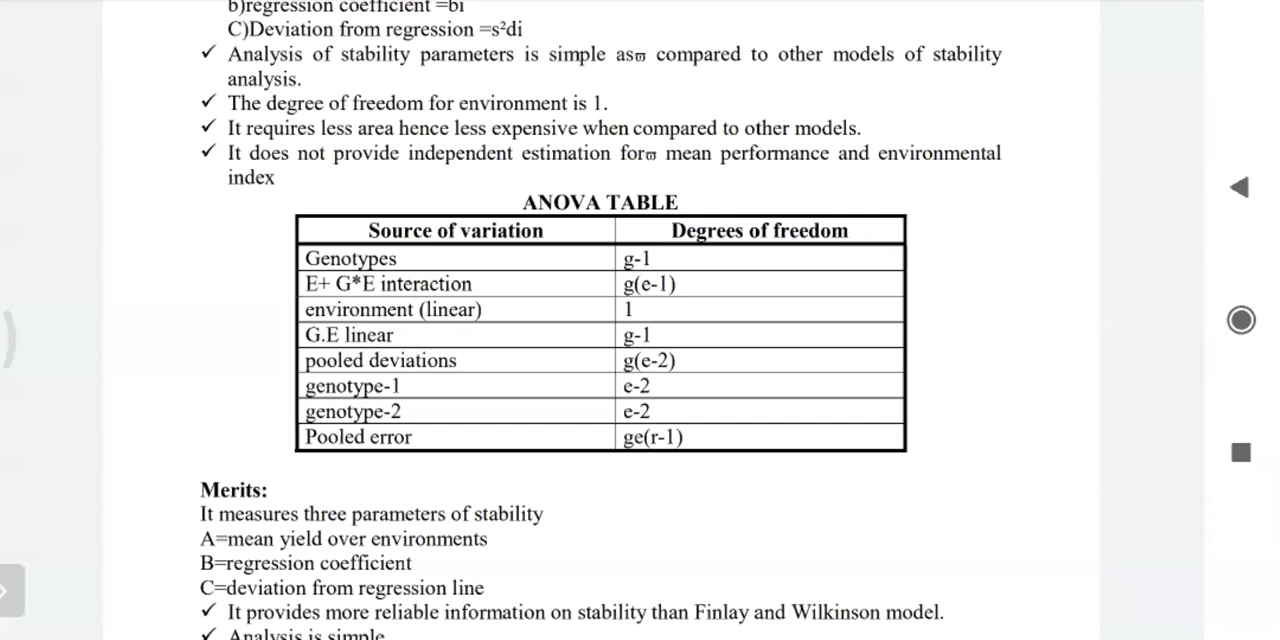 b)regression coefficient =bi
C)Deviation from regression =s²di
✓ Analysis of stability parameters is simple as compared to other models of stability
analysis.
✓ The degree of freedom for environment is 1.
✓ It requires less area hence less expensive when compared to other models.
✓ It does not provide independent estimation for mean performance and environmental
index
ANOVA TABLE
Source of variation Degrees of freedom
Genotypes g-1
E+ G*E interaction g(e-1)
environment (linear) 1
G.E linear g-1
pooled deviations g(e-2)
genotype-1 e-2
genotype-2 e-2
Pooled error ge(r-1)
Merits:
It measures three parameters of stability
A=mean yield over environments
B=regression coefficient
C=deviation from regression line
✓ It provides more reliable information on stability than Finlay and Wilkinson model.
✓ Analysis is simple